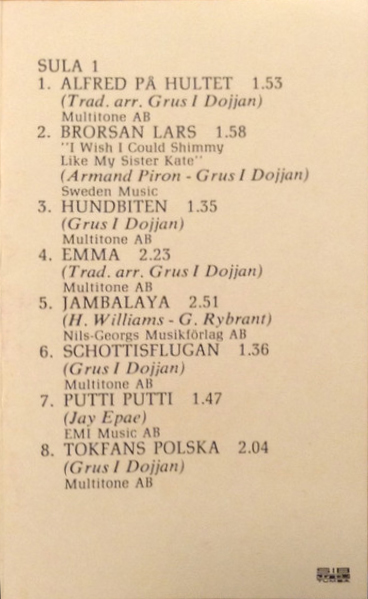 SULA 1
1. ALFRED PÅ HULTET 1.53
(Trad. arr. Grus I Dojjan)
Multitone AB
2. BRORSAN LARS 1.58
"I Wish I Could Shimmy
Like My Sister Kate"
(Armand Piron - Grus I Dojjan)
Sweden Music
3. HUNDBITEN 1.35
(Grus I Dojjan)
Multitone AB
4. EMMA 2.23
(Trad. arr. Grus I Dojjan)
Multitone AB
5. JAMBALAYA 2.51
(H. Williams - G. Rybrant)
Nils-Georgs Musikförlag AB
6. SCHOTTISFLUGAN 1.36
(Grus I Dojjan)
Multitone AB
7. PUTTI PUTTI 1.47
(Jay Epae)
EMI Music AB
8. TOKFANS POLSKA 2.04
(Grus I Dojjan)
Multitone AB